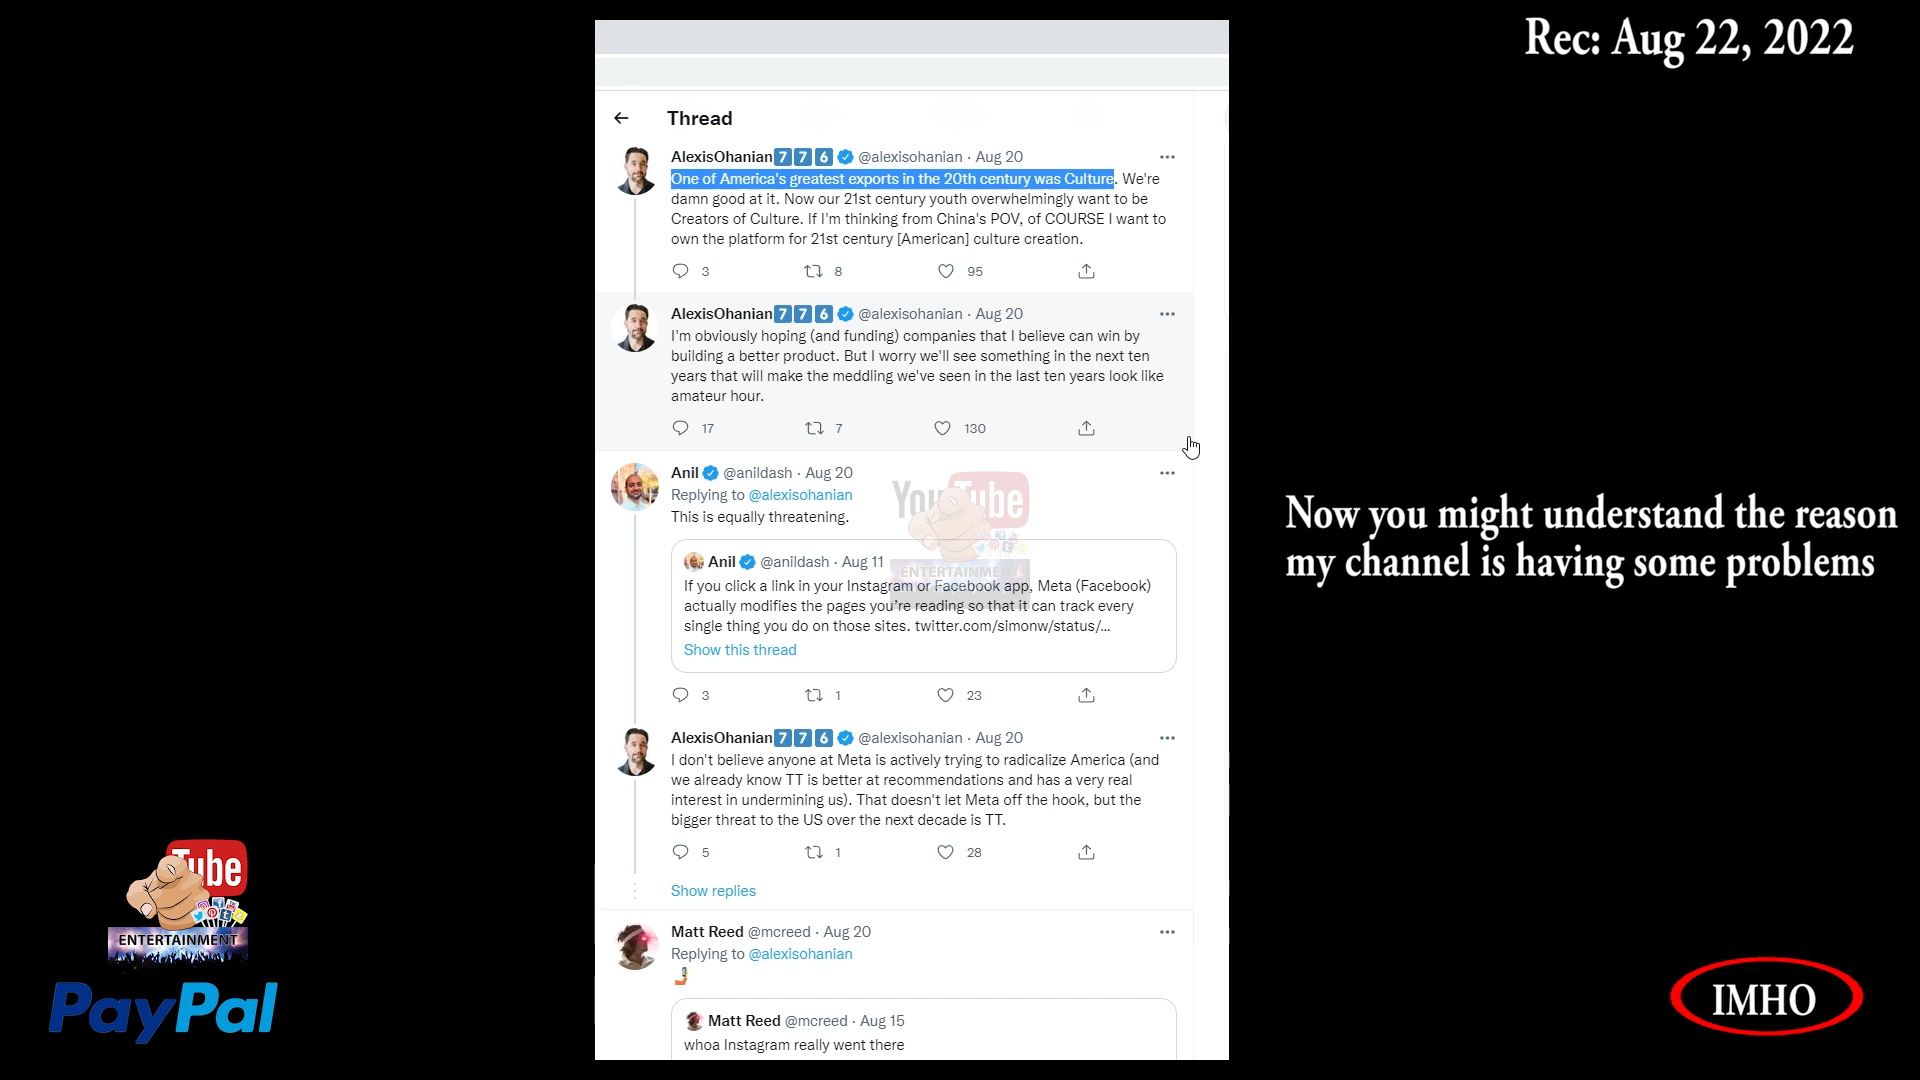 Rec: Aug 22, 2022
Thread
AlexisOhanian 7 7 6 @alexisohanian · Aug 20
One of America's greatest exports in the 20th century was Culture. We're
damn good at it. Now our 21st century youth overwhelmingly want to be
Creators of Culture. If I'm thinking from China's POV, of COURSE I want to
own the platform for 21st century [American] culture creation.
3 8 95
AlexisOhanian 7 7 6 @alexisohanian · Aug 20
I'm obviously hoping (and funding) companies that I believe can win by
building a better product. But I worry we'll see something in the next ten
years that will make the meddling we've seen in the last ten years look like
amateur hour.
17 7 130
Anil @anildash · Aug 20
Replying to @alexisohanian
This is equally threatening.
YouTube
ENTERTAINMENT
Anil @anildash · Aug 11
If you click a link in your Instagram or Facebook app, Meta (Facebook)
actually modifies the pages you're reading so that it can track every
single thing you do on those sites. twitter.com/simonw/status/...
Show this thread
3 1 23
AlexisOhanian 7 7 6 @alexisohanian · Aug 20
I don't believe anyone at Meta is actively trying to radicalize America (and
we already know TT is better at recommendations and has a very real
interest in undermining us). That doesn't let Meta off the hook, but the
bigger threat to the US over the next decade is TT.
5 1 28
Show replies
Matt Reed @mcreed · Aug 20
Replying to @alexisohanian
Matt Reed @mcreed · Aug 15
whoa Instagram really went there
Now you might understand the reason
my channel is having some problems
Tube
ENTERTAINMENT
PayPal
IMHO